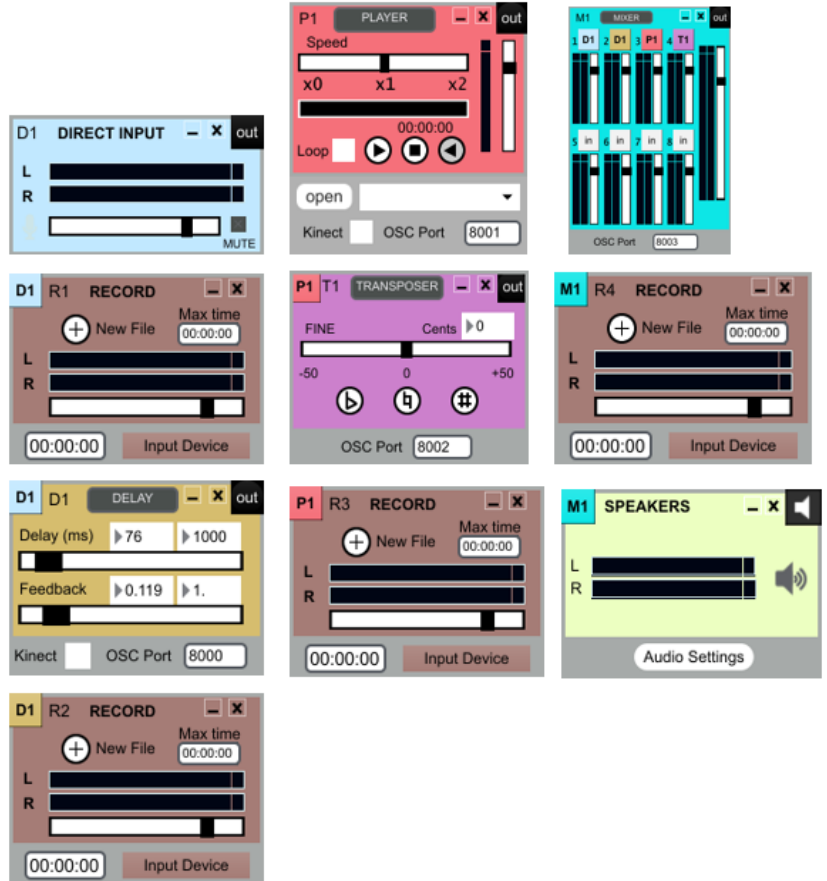 P1 PLAYER out
Speed
x0 x1 x2
00:00:00
Loop
open
Kinect OSC Port 8001
M1 MIXER out
1 D1 2 D1 3 P1 4 T1
5 in 6 in 7 in 8 in
OSC Port 8003
D1 DIRECT INPUT out
L
R
MUTE
D1 R1 RECORD
Max time
New File 00:00:00
L
R
00:00:00 Input Device
P1 T1 TRANSPOSER out
FINE Cents 0
-50 0 +50
OSC Port 8002
M1 R4 RECORD
Max time
New File 00:00:00
L
R
00:00:00 Input Device
D1 D1 DELAY out
Delay (ms) 76 1000
Feedback 0.119 1.
Kinect OSC Port 8000
P1 R3 RECORD
Max time
New File 00:00:00
L
R
00:00:00 Input Device
M1 SPEAKERS
L
R
Audio Settings
D1 R2 RECORD
Max time
New File 00:00:00
L
R
00:00:00 Input Device